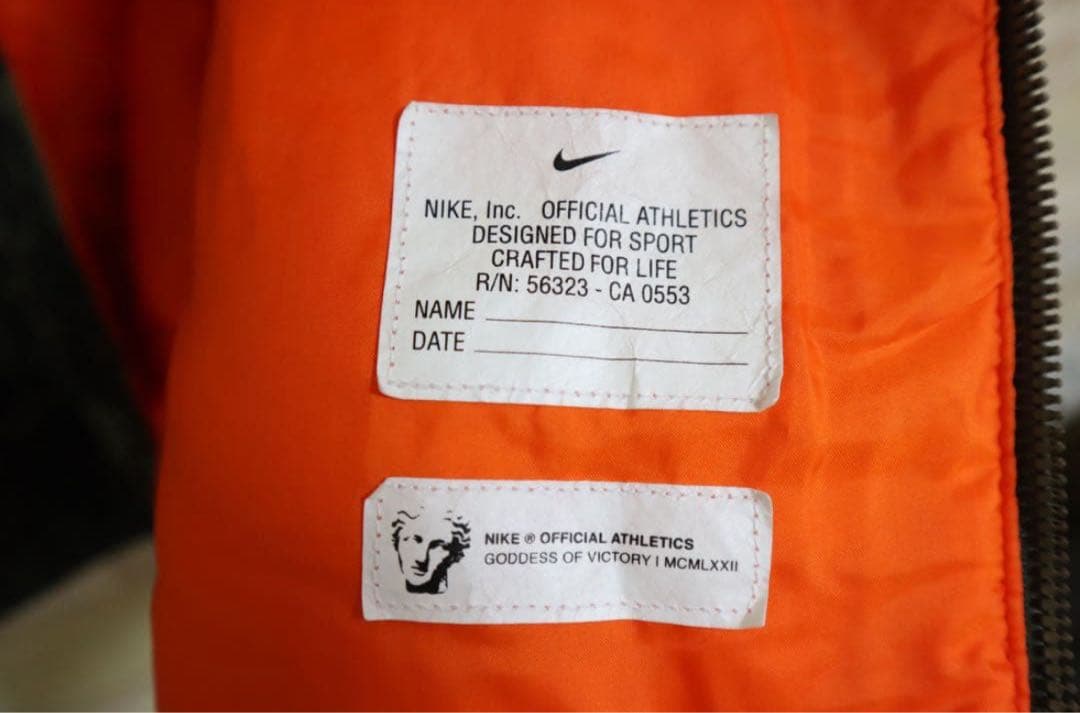 NIKE, Inc. OFFICIAL ATHLETICS
DESIGNED FOR SPORT
CRAFTED FOR LIFE
R/N: 56323 - CA 0553
NAME
DATE
NIKE ® OFFICIAL ATHLETICS
GODDESS OF VICTORY | MCMLXXII